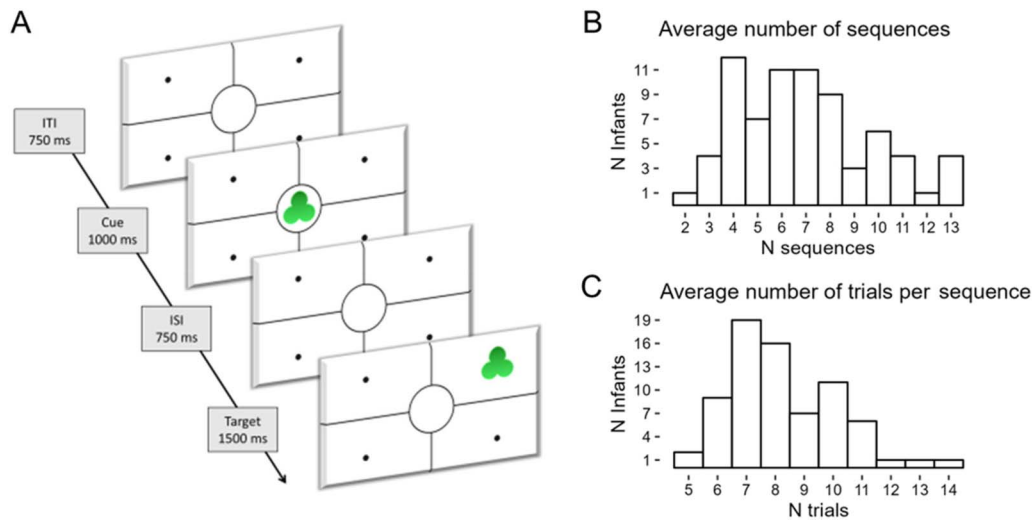 A
ITI
750 ms
Cue
1000 ms
ISI
750 ms
Target
1500 ms
B
Average number of sequences
N Infants
11
9
7
5
3
1
2 3 4 5 6 7 8 9 10 11 12 13
N sequences
C
Average number of trials per sequence
N Infants
19
16
13
10
7
4
1
5 6 7 8 9 10 11 12 13 14
N trials